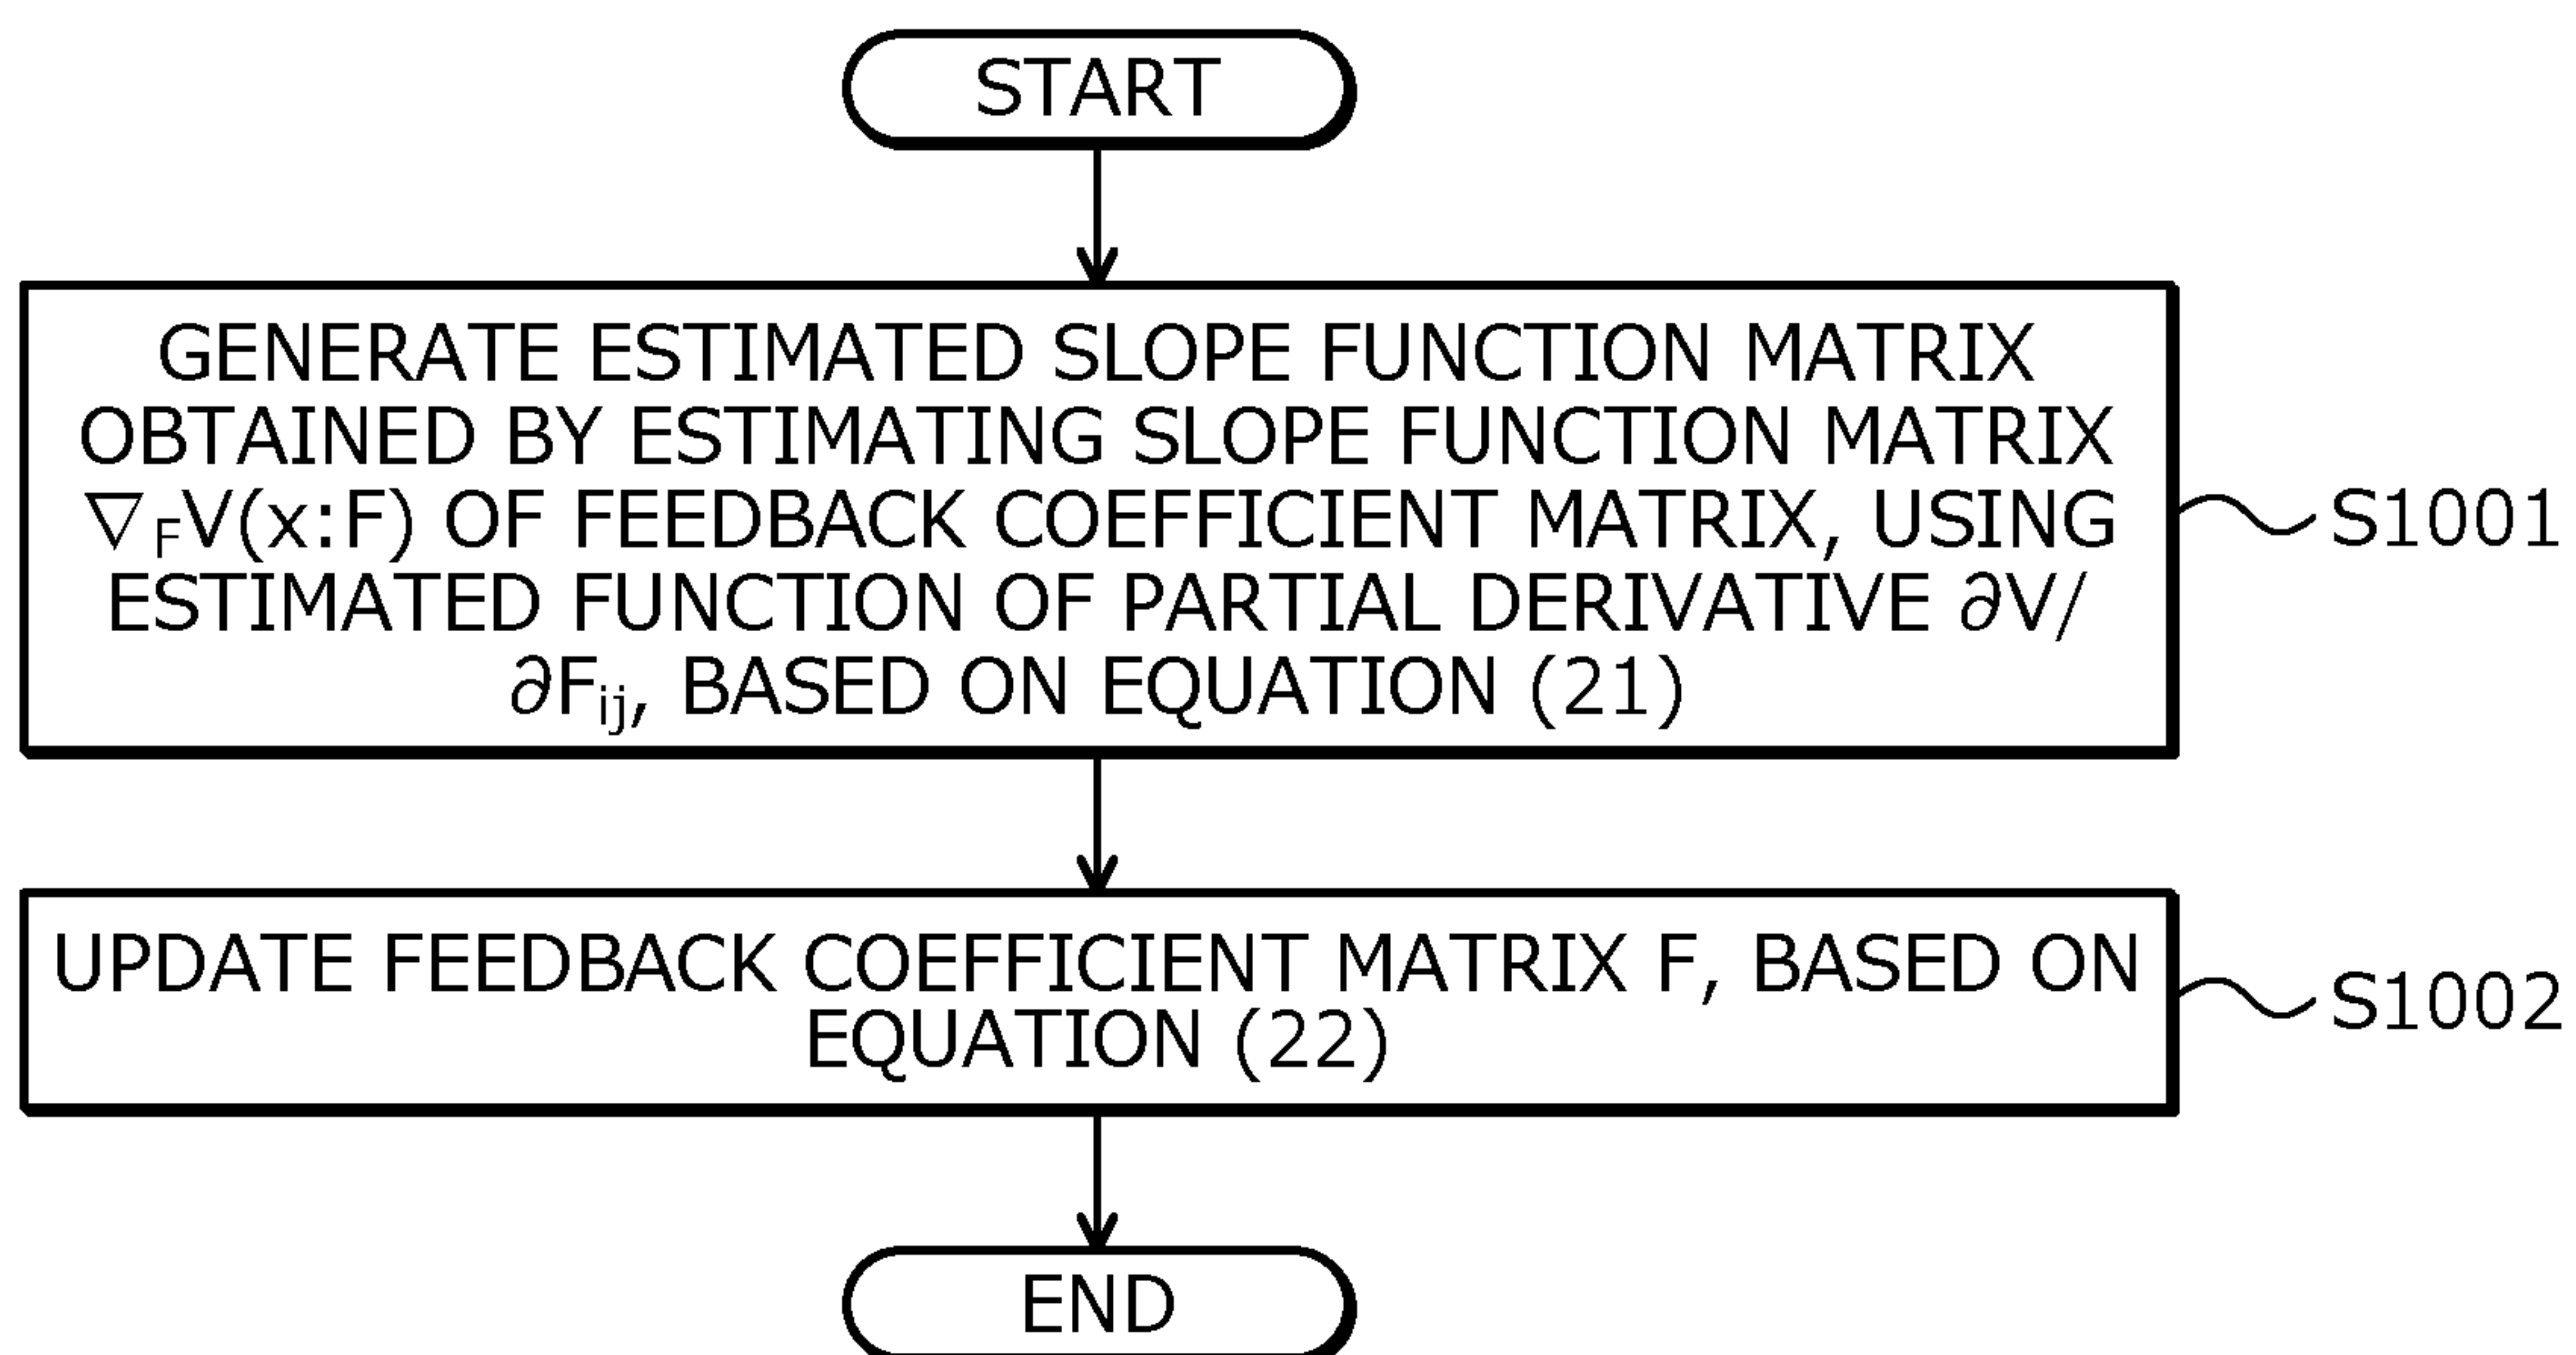 START
GENERATE ESTIMATED SLOPE FUNCTION MATRIX
OBTAINED BY ESTIMATING SLOPE FUNCTION MATRIX
∇FV(x:F) OF FEEDBACK COEFFICIENT MATRIX, USING
ESTIMATED FUNCTION OF PARTIAL DERIVATIVE ∂V/
∂Fij, BASED ON EQUATION (21)
S1001
UPDATE FEEDBACK COEFFICIENT MATRIX F, BASED ON
EQUATION (22)
S1002
END